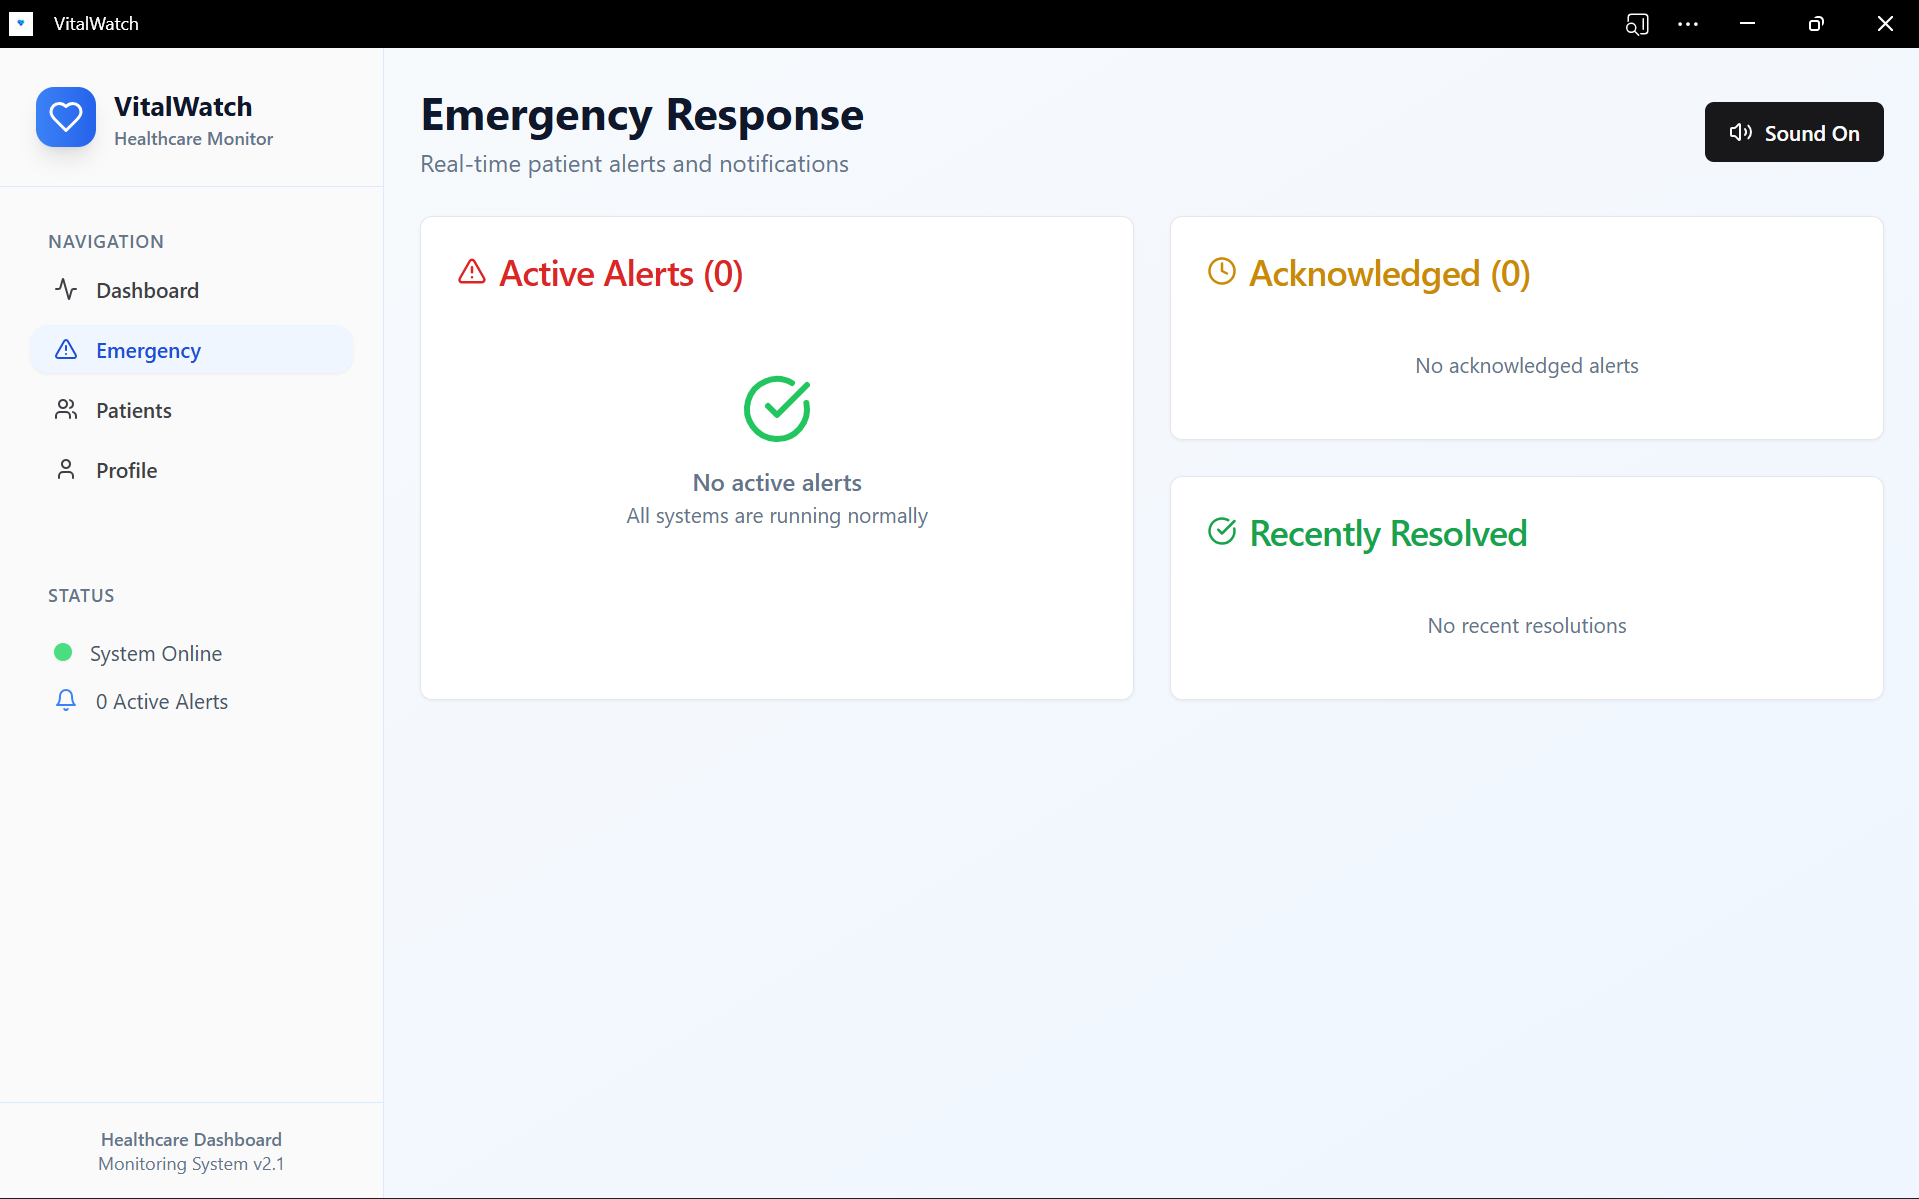 VitalWatch
VitalWatch
Healthcare Monitor
NAVIGATION
Dashboard
Emergency
Patients
Profile
STATUS
System Online
0 Active Alerts
Healthcare Dashboard
Monitoring System v2.1
Emergency Response
Real-time patient alerts and notifications
Sound On
Active Alerts (0)
No active alerts
All systems are running normally
Acknowledged (0)
No acknowledged alerts
Recently Resolved
No recent resolutions